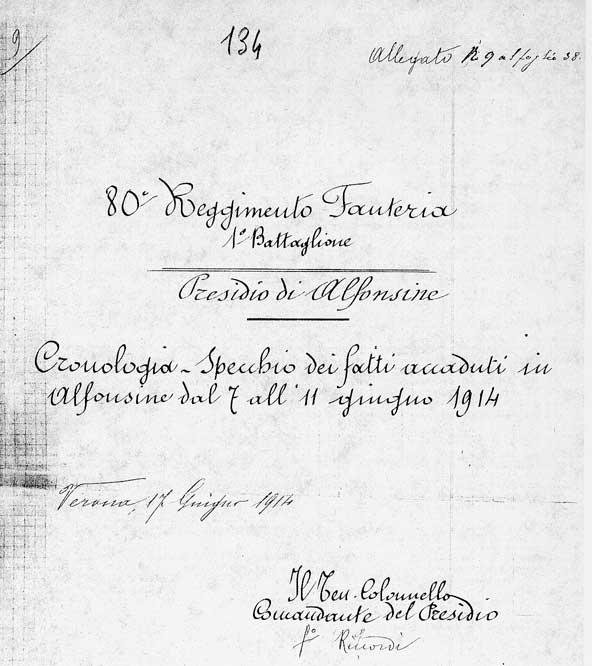 9
134
Allegato N° 9 al foglio 38.
80° Reggimento Fanteria
1° Battaglione
Presidio di Alfonsine
Cronologia - Specchio dei fatti accaduti in
Alfonsine dal 7 all' 11 giugno 1914
Verona, 17 Giugno 1914
Il Ten. Colonnello
Comandante del Presidio
f°